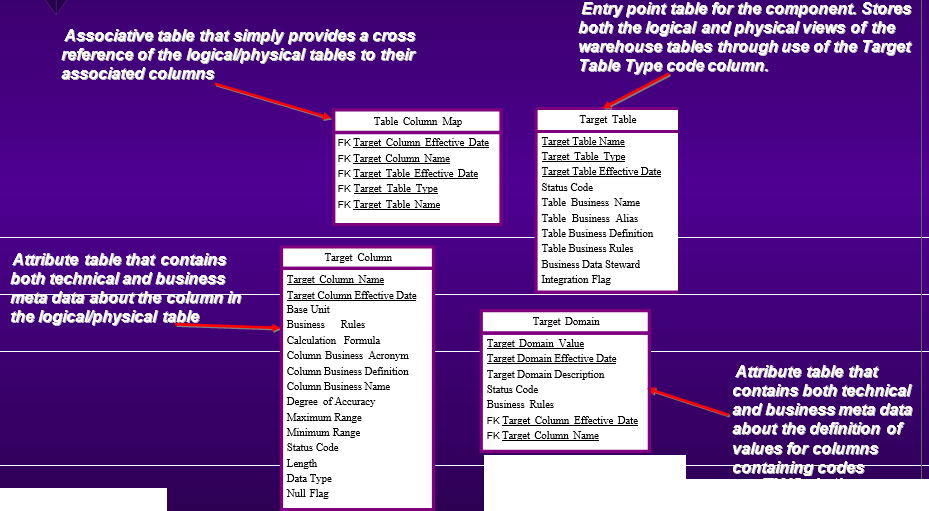 Associative table that simply provides a cross
reference of the logical/physical tables to their
associated columns
Entry point table for the component. Stores
both the logical and physical views of the
warehouse tables through use of the Target
Table Type code column.
Table Column Map
FK Target Column Effective Date
FK Target Column Name
FK Target Table Effective Date
FK Target Table Type
FK Target Table Name
Target Table
Target Table Name
Target Table Type
Target Table Effective Date
Status Code
Table Business Name
Table Business Alias
Table Business Definition
Table Business Rules
Business Data Steward
Integration Flag
Attribute table that contains
both technical and business
meta data about the column in
the logical/physical table
Target Column
Target Column Name
Target Column Effective Date
Base Unit
Business Rules
Calculation Formula
Column Business Acronym
Column Business Definition
Column Business Name
Degree of Accuracy
Maximum Range
Minimum Range
Status Code
Length
Data Type
Null Flag
Target Domain
Target Domain Value
Target Domain Effective Date
Target Domain Description
Status Code
Business Rules
FK Target Column Effective Date
FK Target Column Name
Attribute table that
contains both technical
and business meta data
about the definition of
values for columns
containing codes